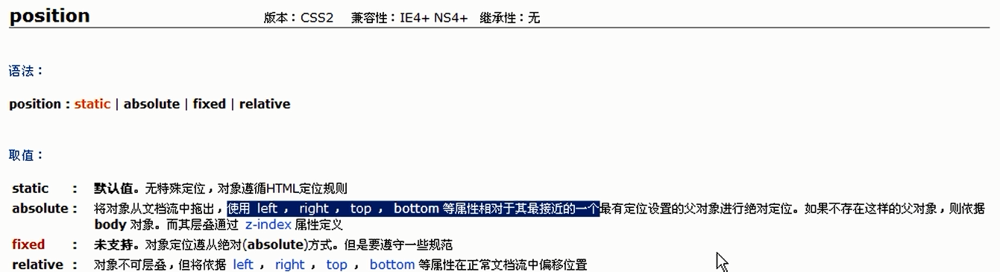 position 版本：CSS2 兼容性：IE4+ NS4+ 继承性：无
语法：
position : static | absolute | fixed | relative
取值：
static : 默认值。无特殊定位，对象遵循HTML定位规则
absolute : 将对象从文档流中拖出，使用 left ， right ， top ， bottom 等属性相对于其最接近的一个最有定位设置的父对象进行绝对定位。如果不存在这样的父对象，则依据
body 对象。而其层叠通过 z-index 属性定义
fixed : 未支持。对象定位遵从绝对(absolute)方式。但是要遵守一些规范
relative : 对象不可层叠，但将依据 left ， right ， top ， bottom 等属性在正常文档流中偏移位置